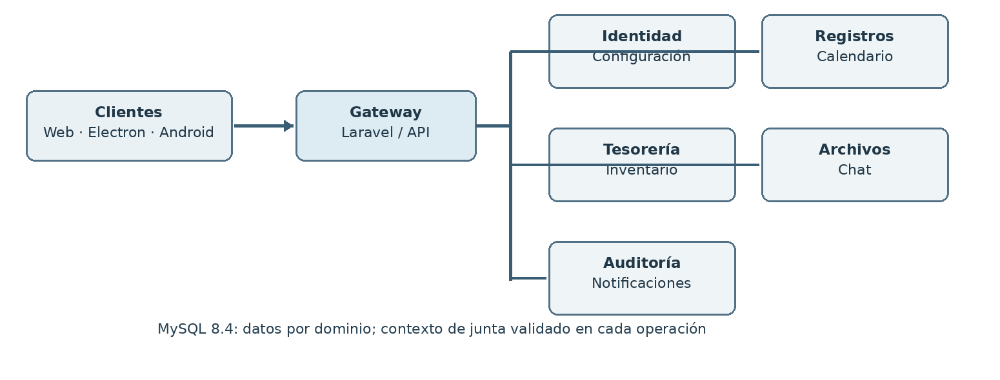 Clientes
Web · Electron · Android
Gateway
Laravel / API
Identidad
Configuración
Registros
Calendario
Tesorería
Inventario
Archivos
Chat
Auditoría
Notificaciones
MySQL 8.4: datos por dominio; contexto de junta validado en cada operación